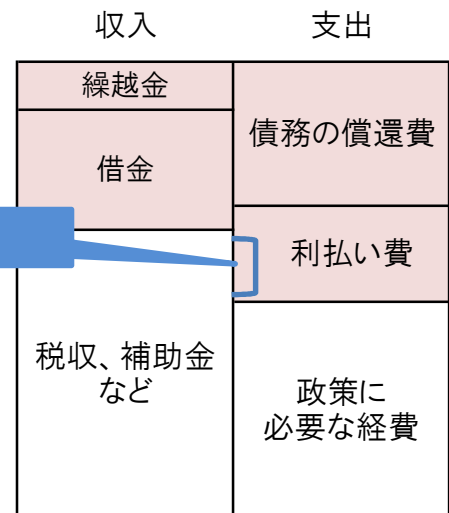 収入
支出
繰越金
借金
税収、補助金
など
債務の償還費
利払い費
政策に
必要な経費